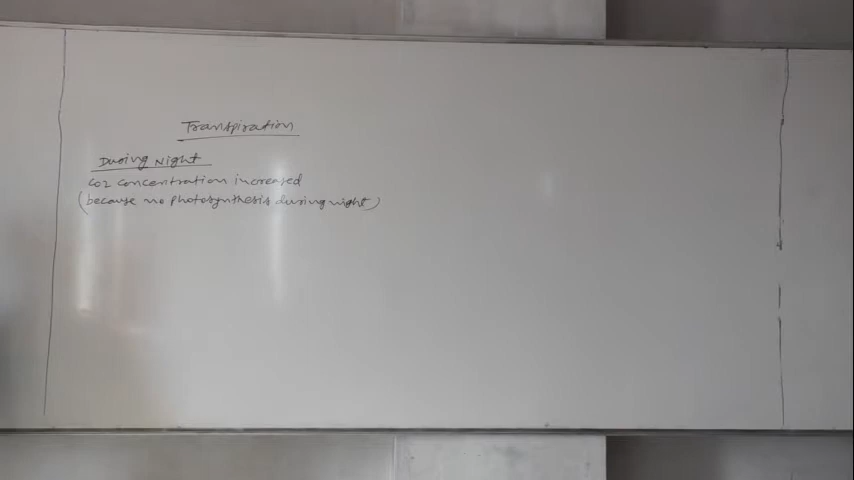 Transpiration
During Night
CO2 concentration increased
(because no photosynthesis during night)